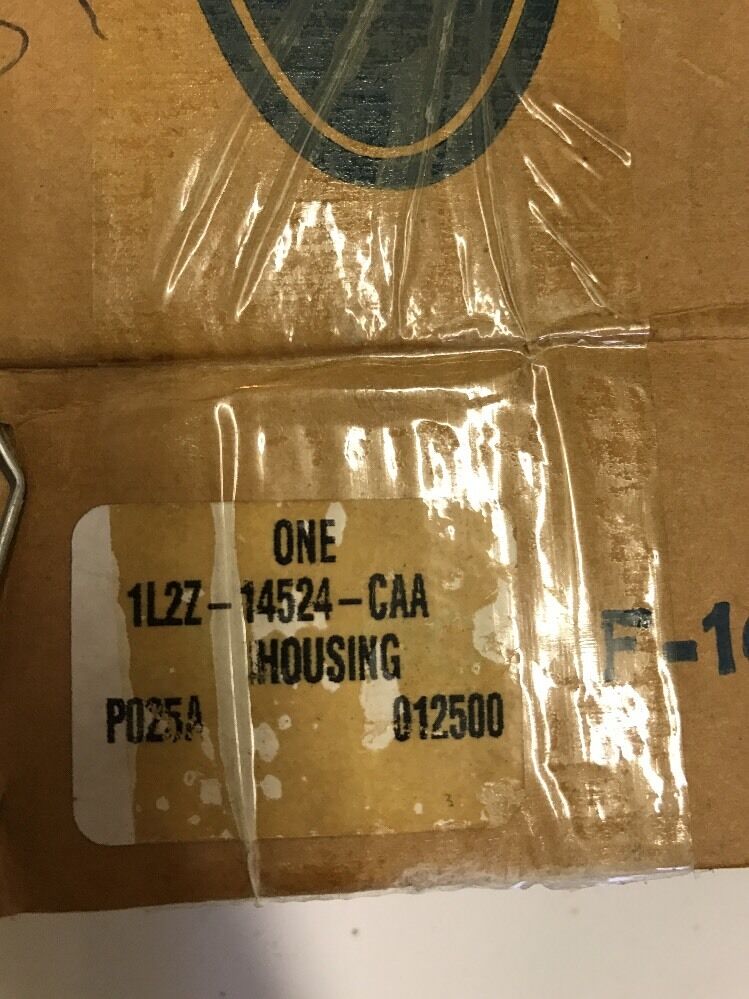 ONE
1L2Z-14524-CAA
HOUSING
P025A 012500